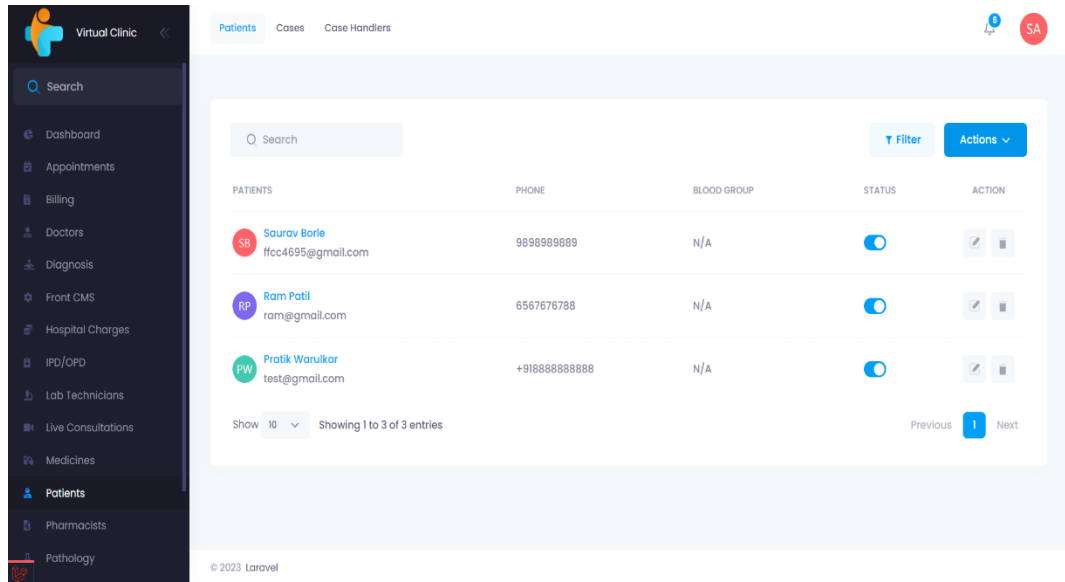 Virtual Clinic
Patients Cases Case Handlers
6
SA
Search
Dashboard
Appointments
Billing
Doctors
Diagnosis
Front CMS
Hospital Charges
IPD/OPD
Lab Technicians
Live Consultations
Medicines
Patients
Pharmacists
Pathology
Search
Filter Actions
PATIENTS PHONE BLOOD GROUP STATUS ACTION
SB Saurav Borle 9898989889 N/A
ffcc4695@gmail.com
RP Ram Patil 6567676788 N/A
ram@gmail.com
PW Pratik Warulkar +918888888888 N/A
test@gmail.com
Show 10 Showing 1 to 3 of 3 entries Previous 1 Next
© 2023 Laravel